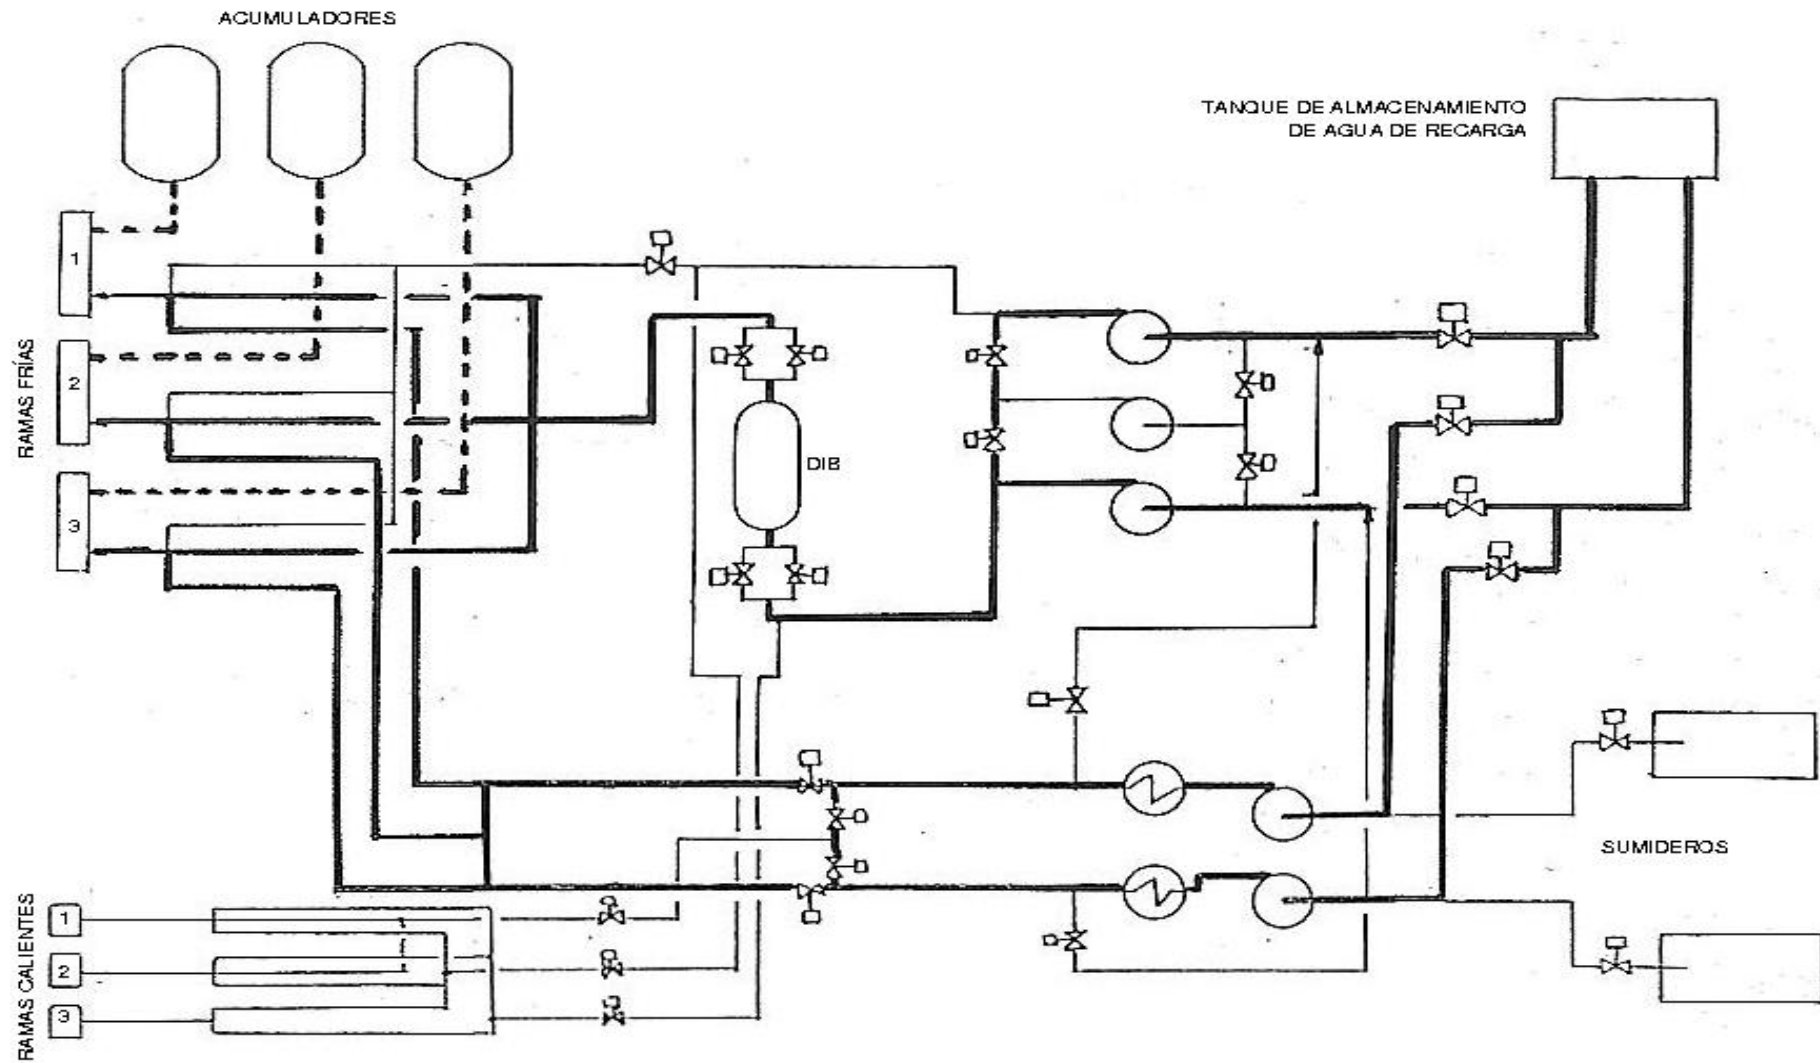 ACUMULADORES
TANQUE DE ALMACENAMIENTO
DE AGUA DE RECARGA
RAMAS FRÍAS
1
2
3
DIB
SUMIDEROS
RAMAS CALIENTES
1
2
3